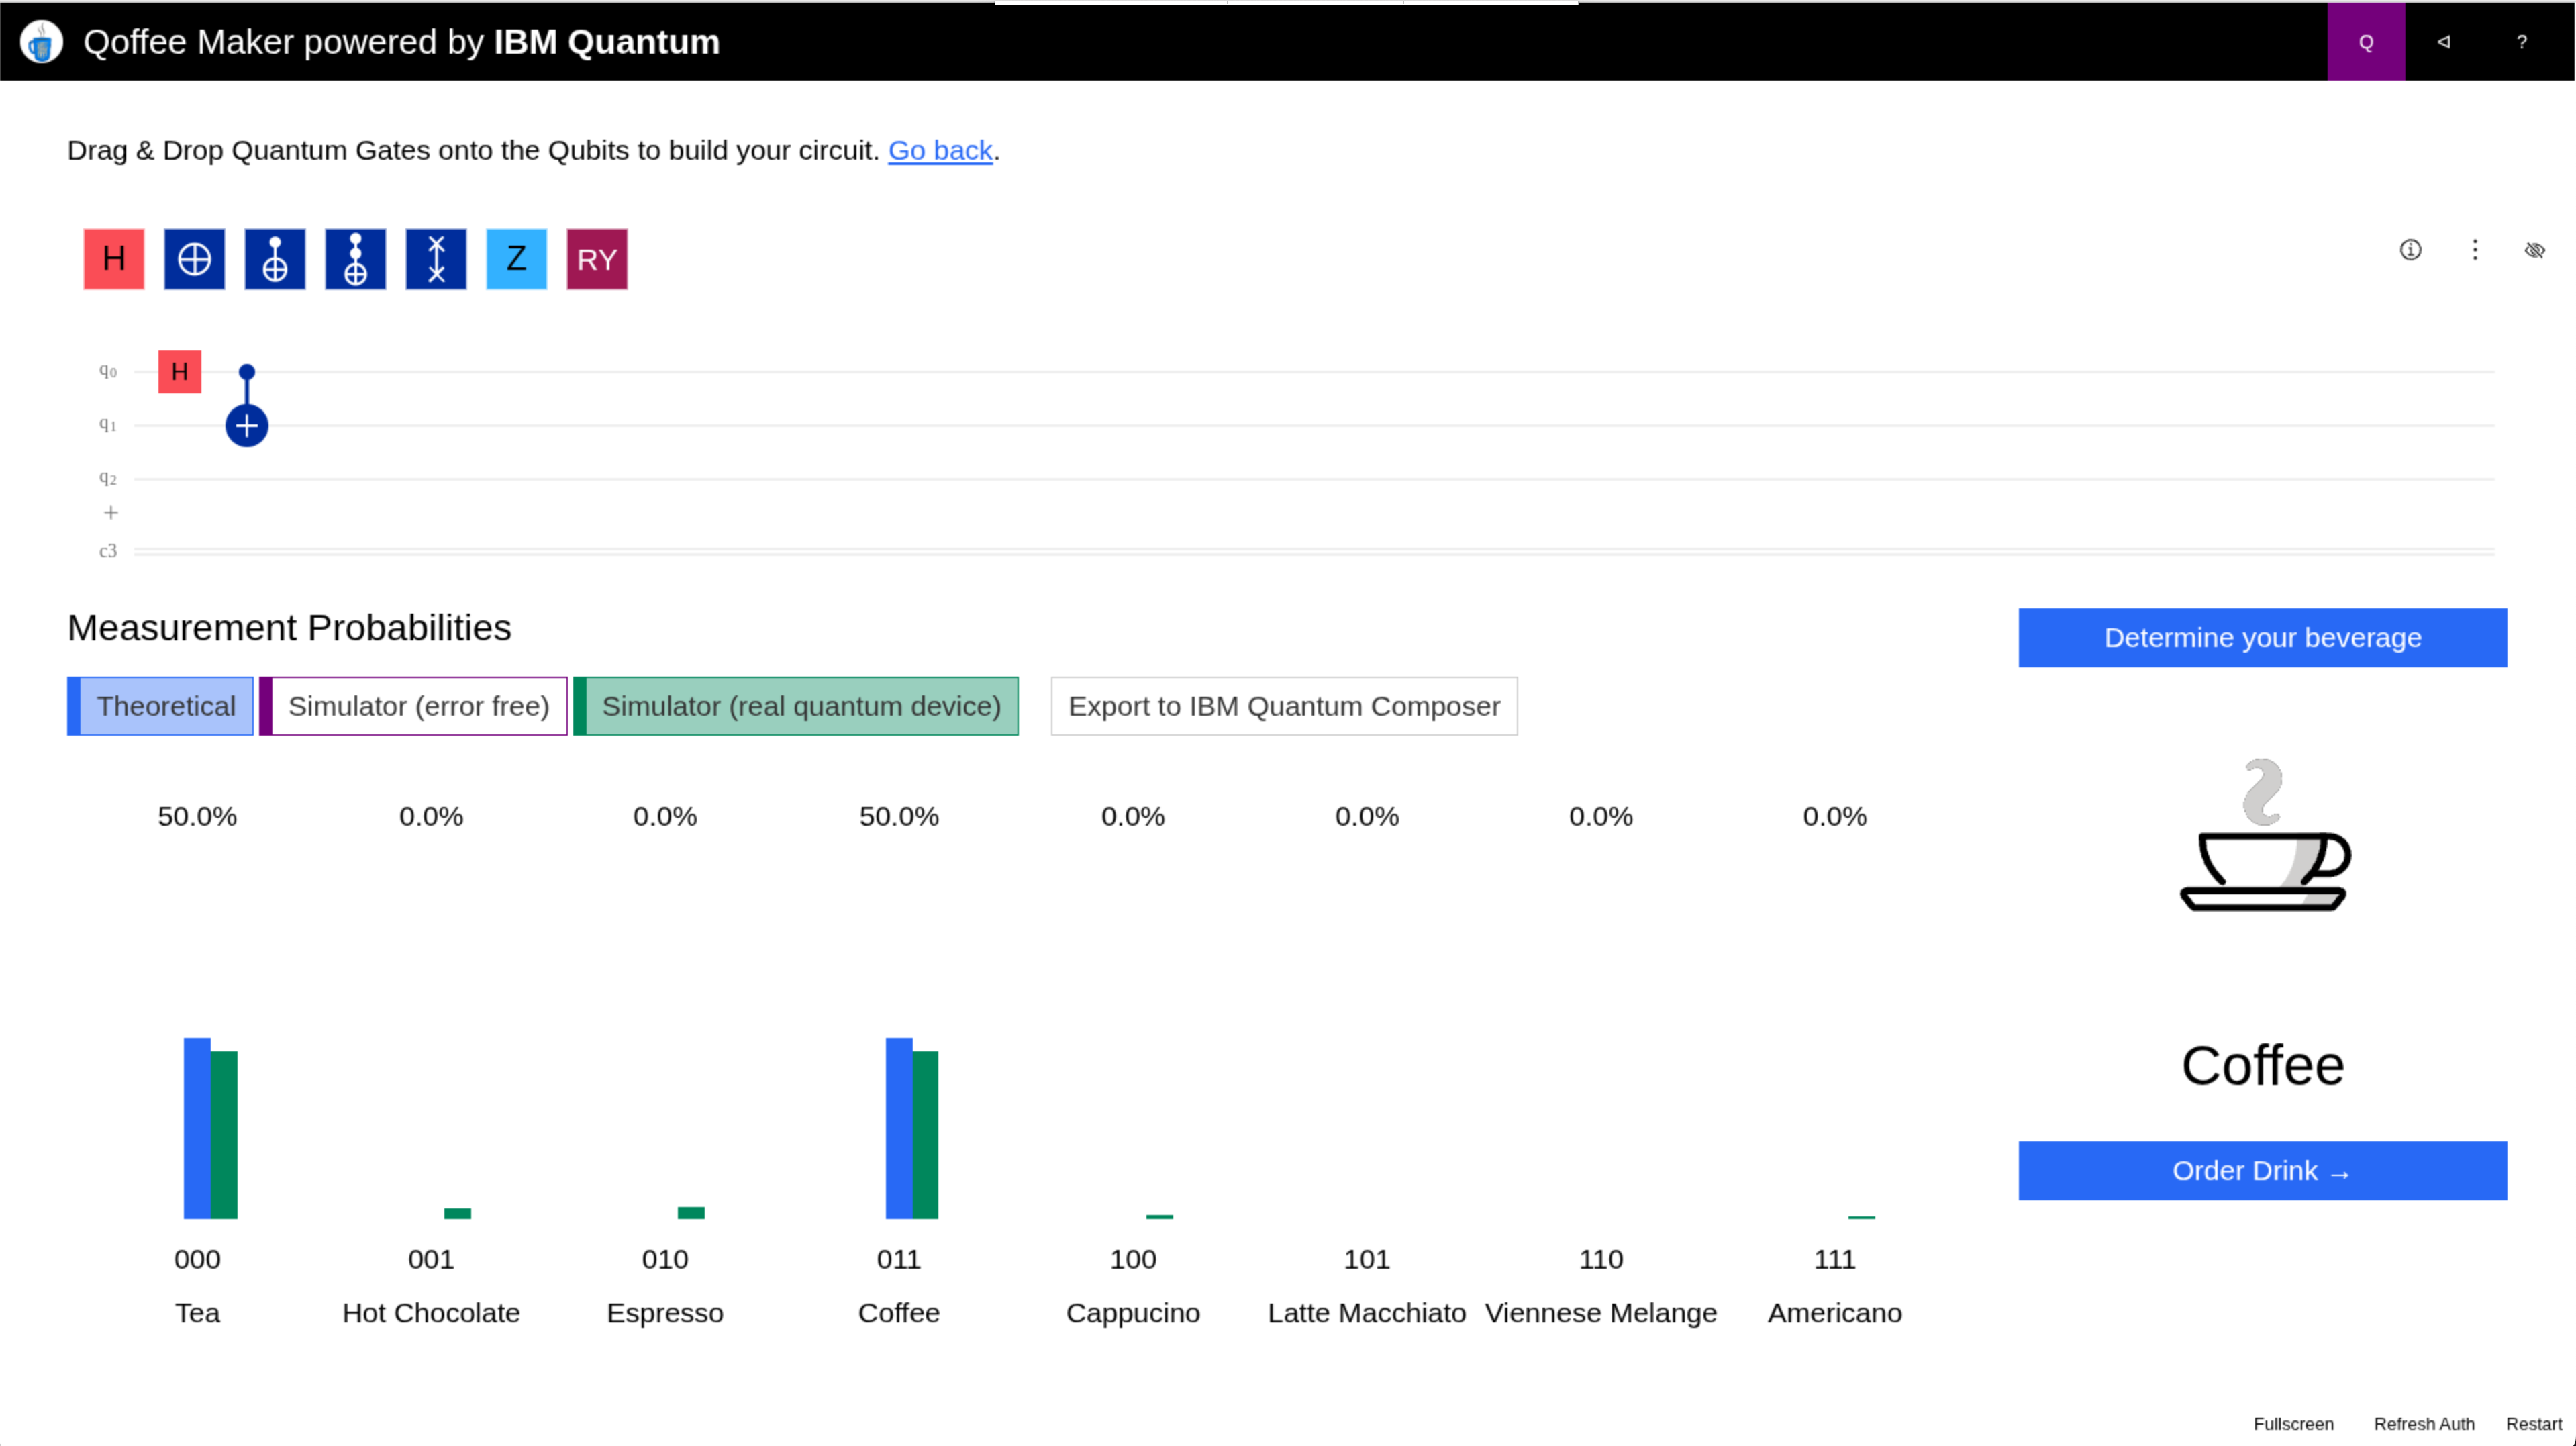 Qoffee Maker powered by IBM Quantum
Q ?
Drag & Drop Quantum Gates onto the Qubits to build your circuit. Go back.
H Z RY
q0 H
q1
q2
+
c3
Measurement Probabilities
Determine your beverage
Theoretical Simulator (error free) Simulator (real quantum device) Export to IBM Quantum Composer
50.0% 0.0% 0.0% 50.0% 0.0% 0.0% 0.0% 0.0%
Coffee
Order Drink →
000 001 010 011 100 101 110 111
Tea Hot Chocolate Espresso Coffee Cappucino Latte Macchiato Viennese Melange Americano
Fullscreen Refresh Auth Restart